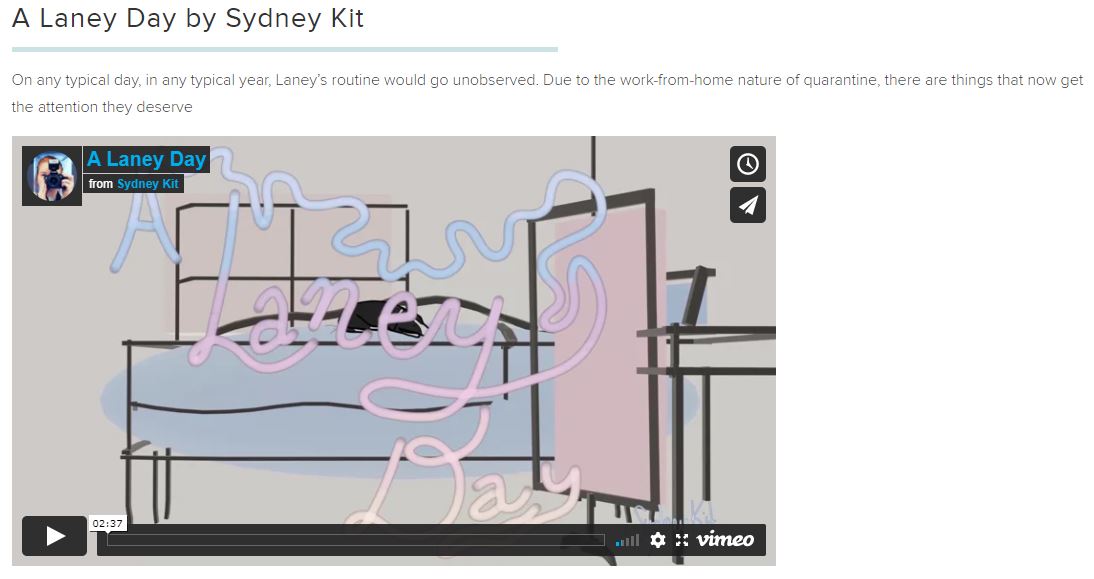 A Laney Day by Sydney Kit
On any typical day, in any typical year, Laney's routine would go unobserved. Due to the work-from-home nature of quarantine, there are things that now get
the attention they deserve
A Laney Day
from Sydney Kit
A
Laney
Day
Sydney Kit
02:37
vimeo